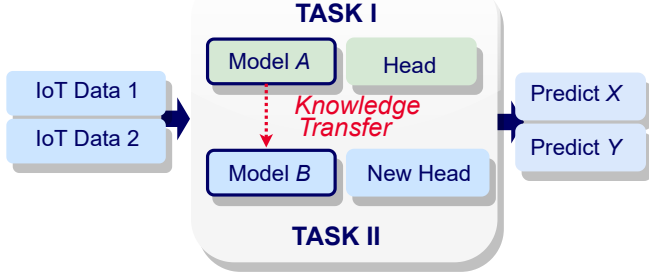 TASK I
Model A
Head
IoT Data 1
Knowledge
Transfer
Predict X
IoT Data 2
Predict Y
Model B
New Head
TASK II